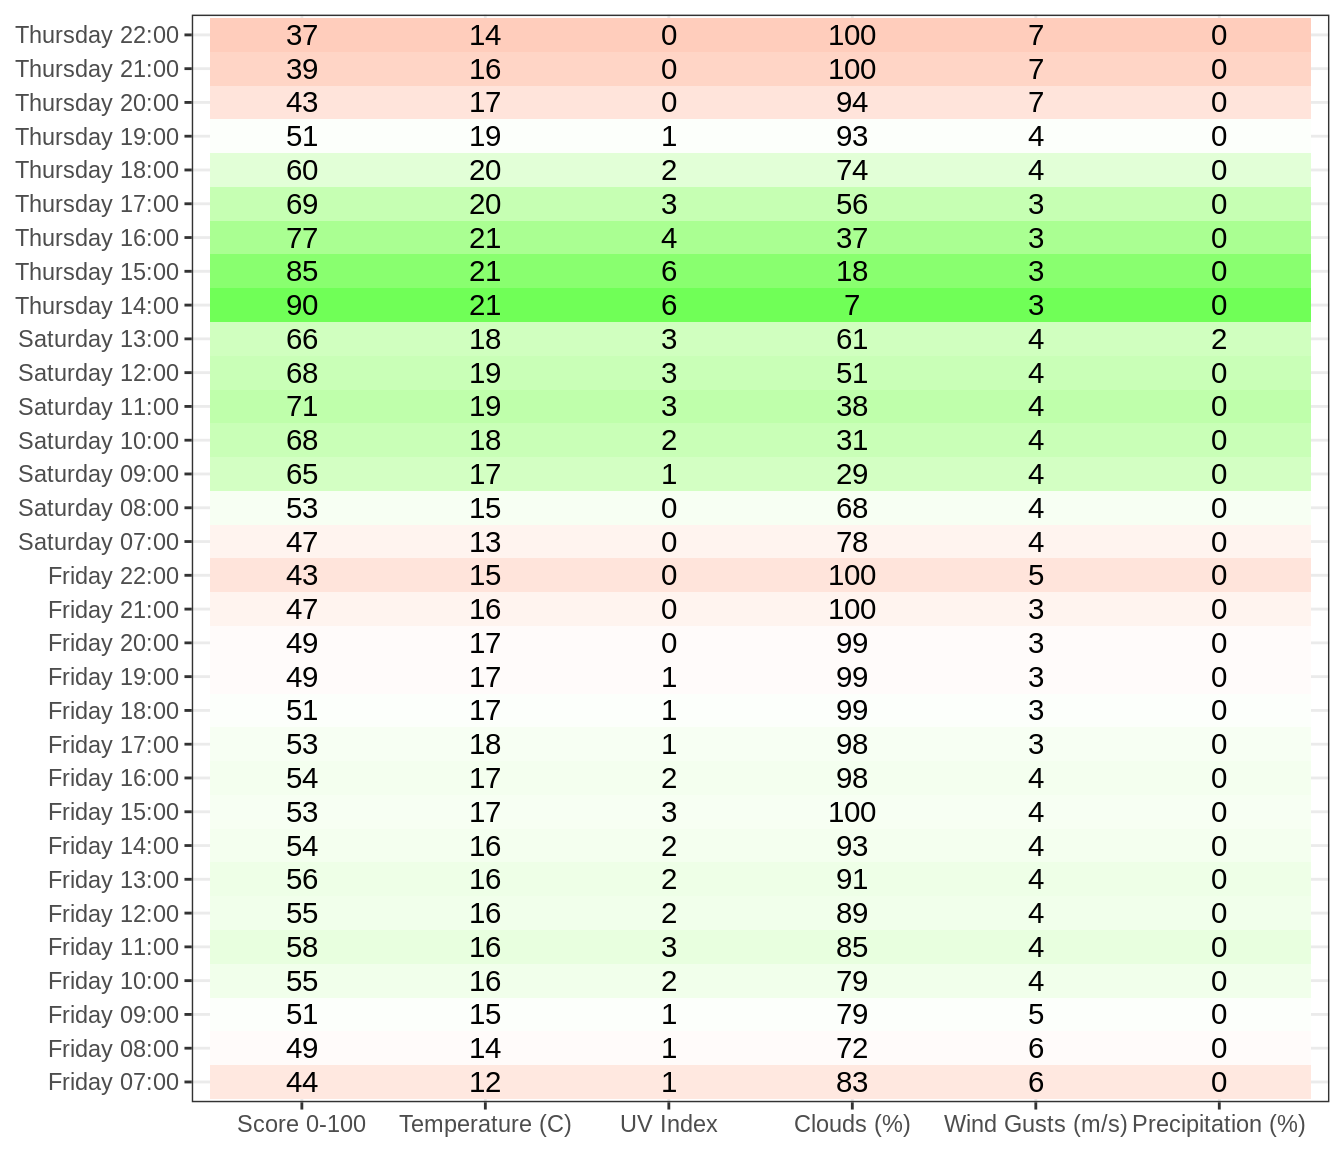 Thursday 22:00 37 14 0 100 7 0
Thursday 21:00 39 16 0 100 7 0
Thursday 20:00 43 17 0 94 7 0
Thursday 19:00 51 19 1 93 4 0
Thursday 18:00 60 20 2 74 4 0
Thursday 17:00 69 20 3 56 3 0
Thursday 16:00 77 21 4 37 3 0
Thursday 15:00 85 21 6 18 3 0
Thursday 14:00 90 21 6 7 3 0
Saturday 13:00 66 18 3 61 4 2
Saturday 12:00 68 19 3 51 4 0
Saturday 11:00 71 19 3 38 4 0
Saturday 10:00 68 18 2 31 4 0
Saturday 09:00 65 17 1 29 4 0
Saturday 08:00 53 15 0 68 4 0
Saturday 07:00 47 13 0 78 4 0
Friday 22:00 43 15 0 100 5 0
Friday 21:00 47 16 0 100 3 0
Friday 20:00 49 17 0 99 3 0
Friday 19:00 49 17 1 99 3 0
Friday 18:00 51 17 1 99 3 0
Friday 17:00 53 18 1 98 3 0
Friday 16:00 54 17 2 98 4 0
Friday 15:00 53 17 3 100 4 0
Friday 14:00 54 16 2 93 4 0
Friday 13:00 56 16 2 91 4 0
Friday 12:00 55 16 2 89 4 0
Friday 11:00 58 16 3 85 4 0
Friday 10:00 55 16 2 79 4 0
Friday 09:00 51 15 1 79 5 0
Friday 08:00 49 14 1 72 6 0
Friday 07:00 44 12 1 83 6 0
Score 0-100 Temperature (C) UV Index Clouds (%) Wind Gusts (m/s) Precipitation (%)